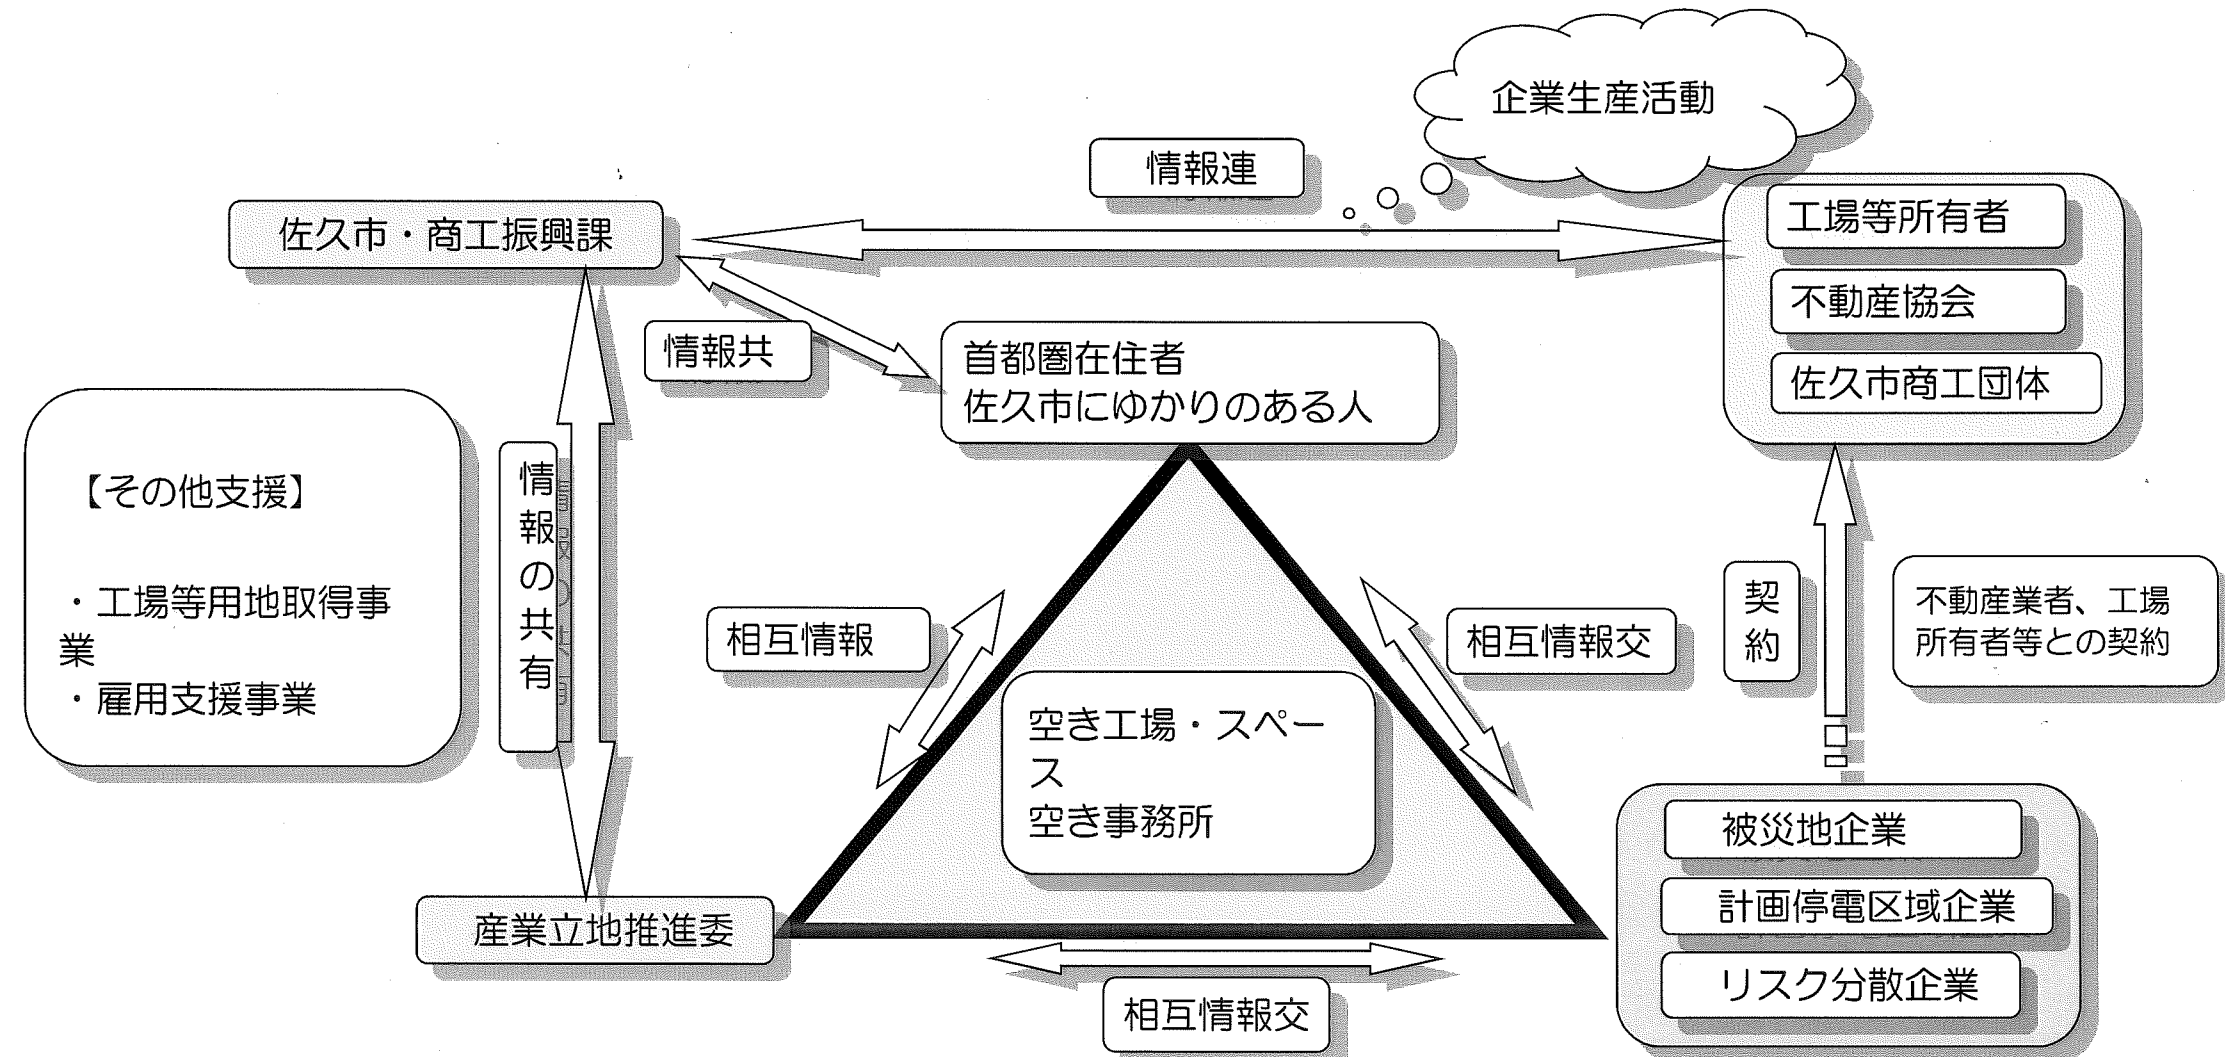 企業生産活動
情報連
佐久市・商工振興課
工場等所有者
不動産協会
佐久市商工団体
情報共
首都圏在住者
佐久市にゆかりのある人
【その他支援】
・工場等用地取得事
業
・雇用支援事業
情報の共有
相互情報
相互情報交
契約
不動産業者、工場
所有者等との契約
空き工場・スペー
ス
空き事務所
被災地企業
計画停電区域企業
リスク分散企業
産業立地推進委
相互情報交